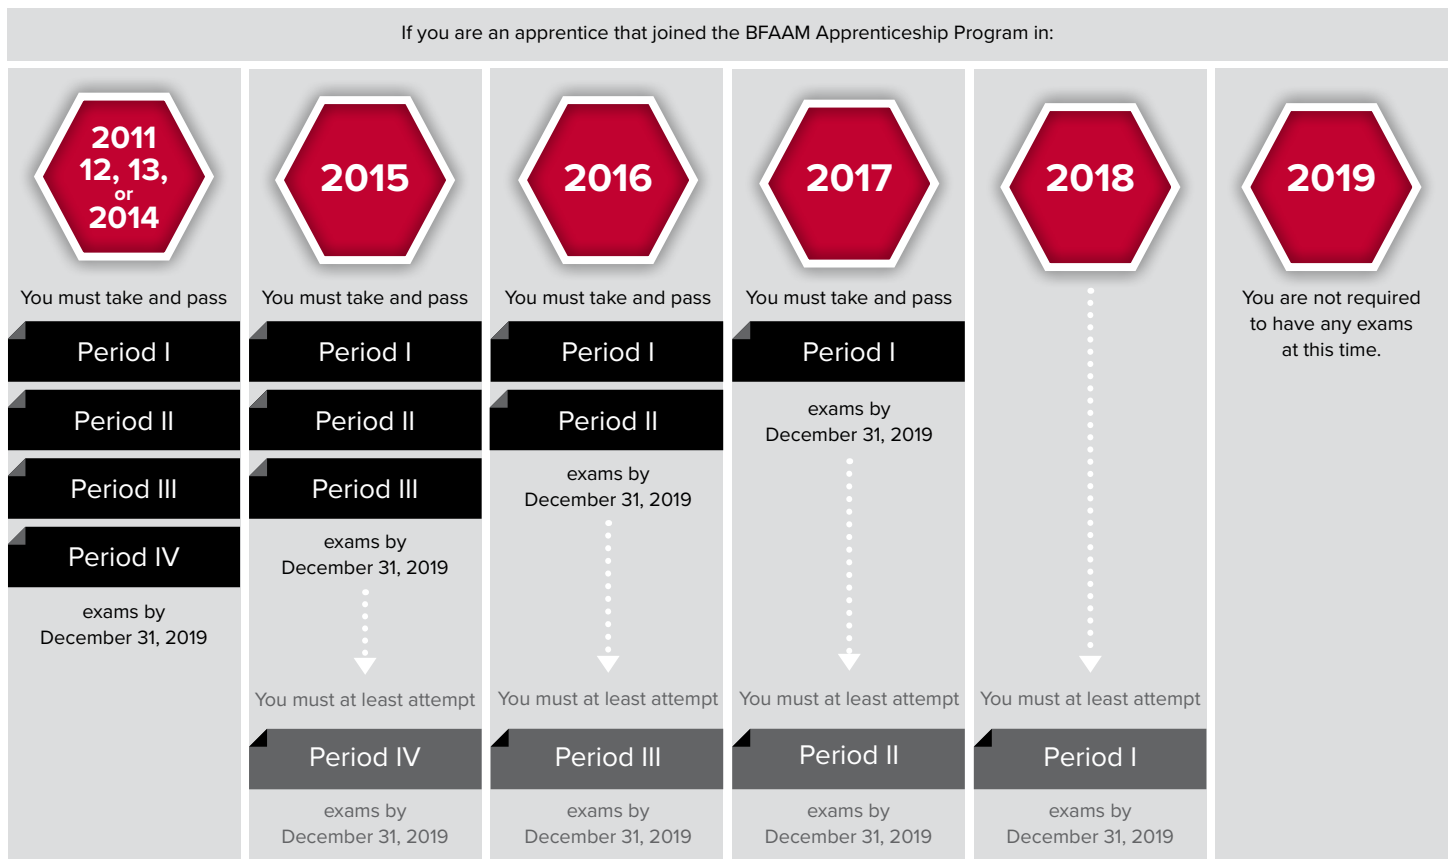 If you are an apprentice that joined the BFAAM Apprenticeship Program in:
2011
12, 13,
or
2014
You must take and pass
Period I
Period II
Period III
Period IV
exams by
December 31, 2019
2015
You must take and pass
Period I
Period II
Period III
exams by
December 31, 2019
You must at least attempt
Period IV
exams by
December 31, 2019
2016
You must take and pass
Period I
Period II
exams by
December 31, 2019
You must at least attempt
Period III
exams by
December 31, 2019
2017
You must take and pass
Period I
exams by
December 31, 2019
You must at least attempt
Period II
exams by
December 31, 2019
2018
You must at least attempt
Period I
exams by
December 31, 2019
2019
You are not required
to have any exams
at this time.